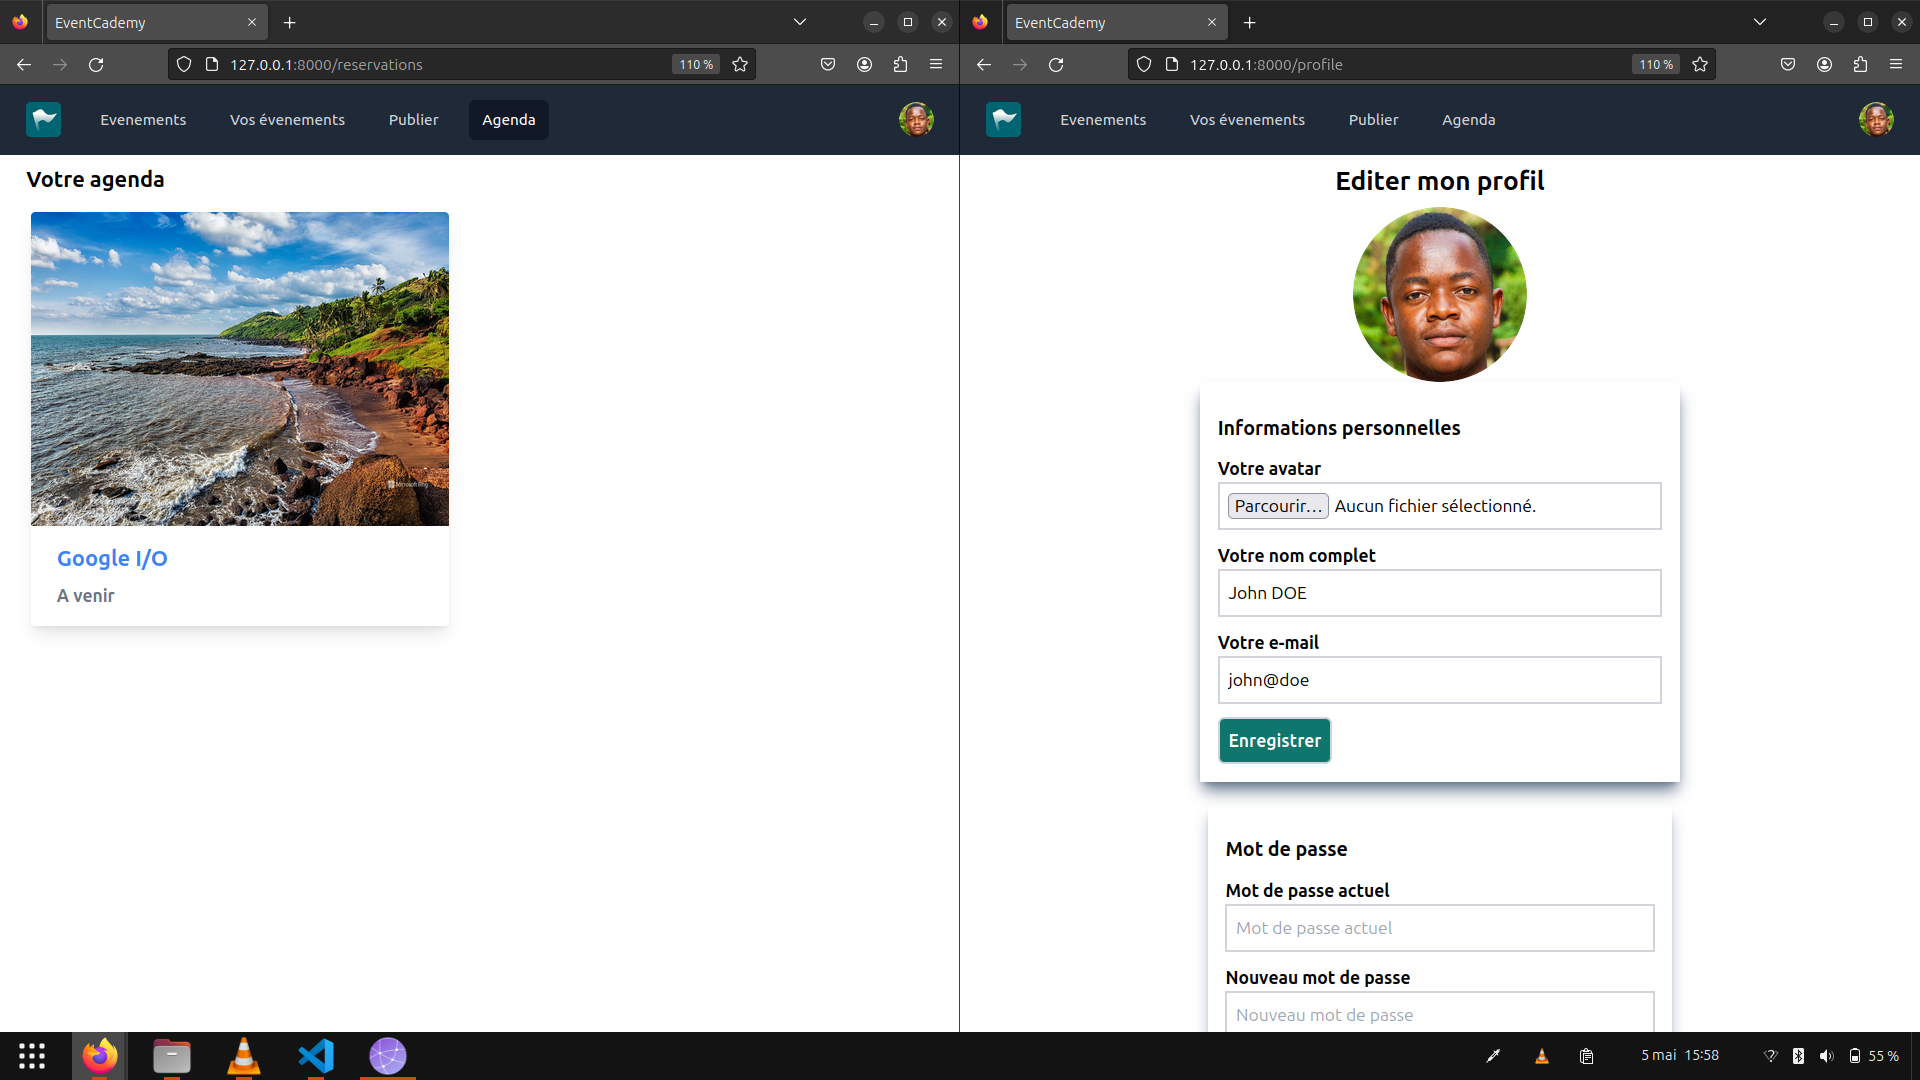 EventCademy
127.0.0.1:8000/reservations
110 %
Evenements
Vos évenements
Publier
Agenda
Votre agenda
Microsoft Bing
Google I/O
A venir
EventCademy
127.0.0.1:8000/profile
110 %
Evenements
Vos évenements
Publier
Agenda
Editer mon profil
Informations personnelles
Votre avatar
Parcourir... Aucun fichier sélectionné.
Votre nom complet
John DOE
Votre e-mail
john@doe
Enregistrer
Mot de passe
Mot de passe actuel
Mot de passe actuel
Nouveau mot de passe
Nouveau mot de passe
5 mai 15:58
55 %